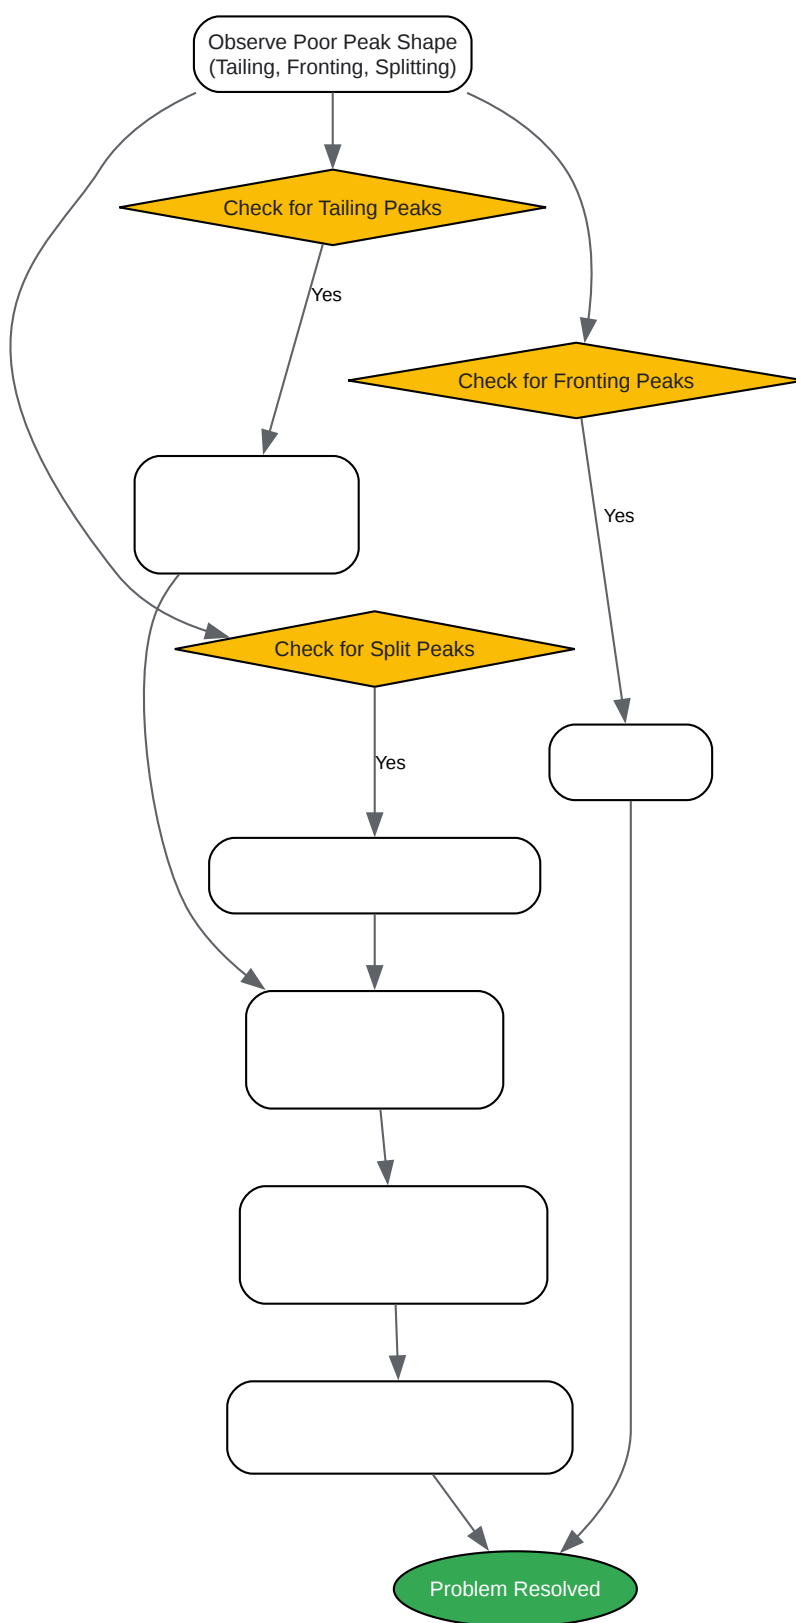 Observe Poor Peak Shape
(Tailing, Fronting, Splitting)
Check for Tailing Peaks
Yes
Check for Fronting Peaks
Yes
Check for Split Peaks
Yes
Problem Resolved